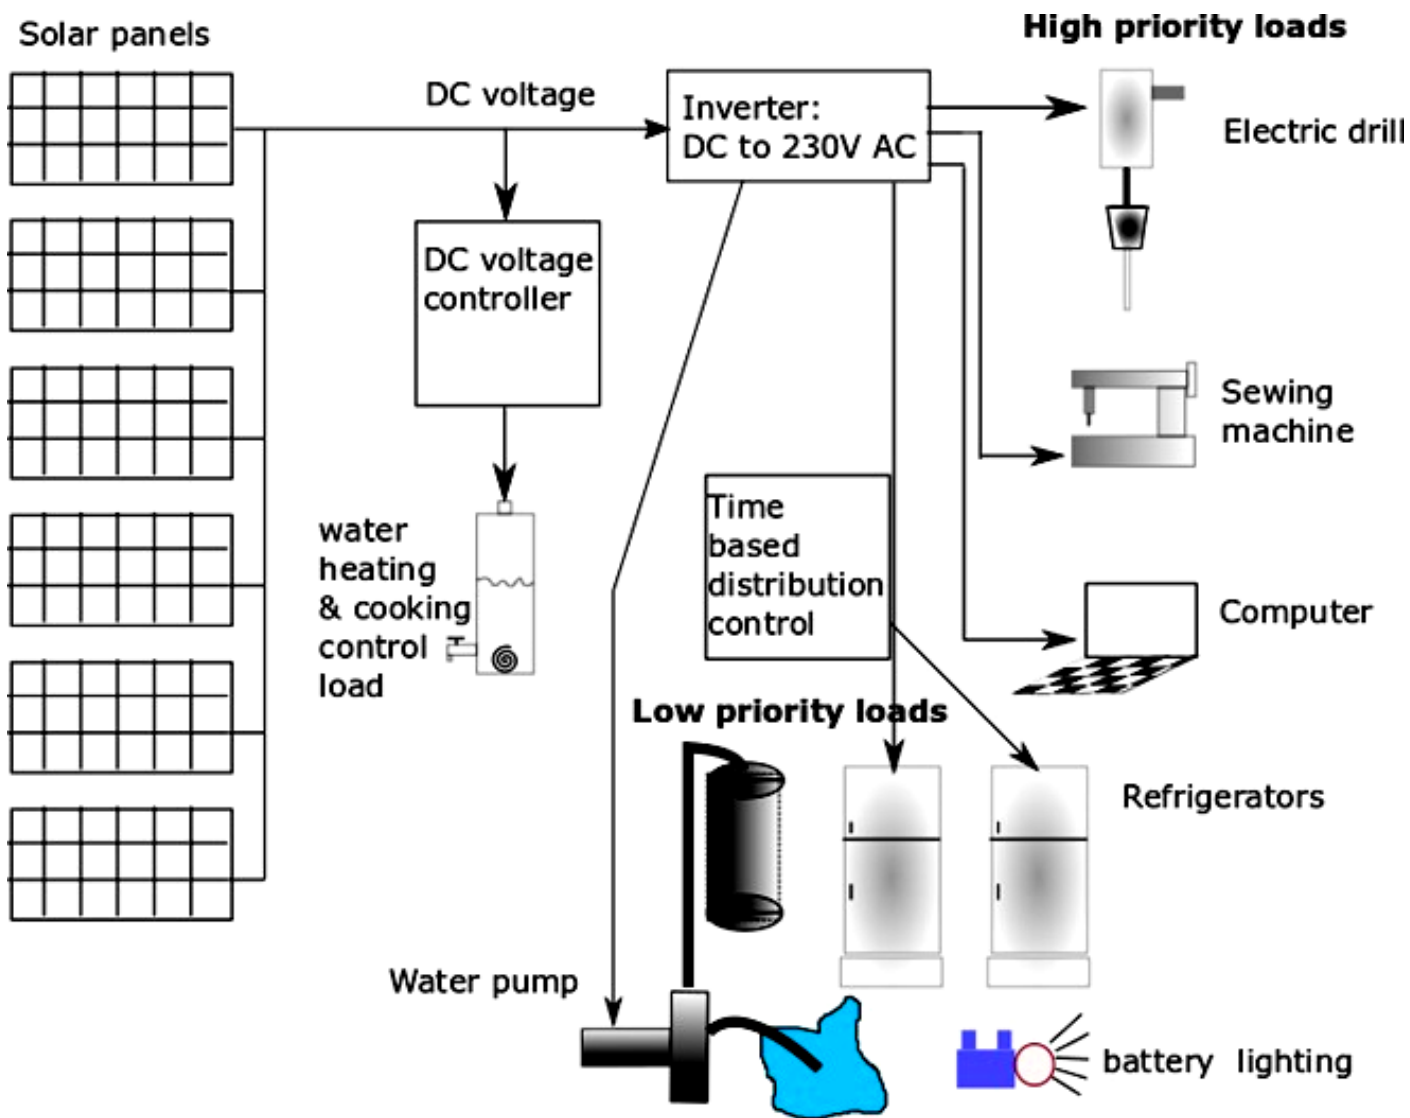 Solar panels
High priority loads
DC voltage
Inverter:
DC to 230V AC
Electric drill
DC voltage
controller
Sewing
machine
Time
based
distribution
control
water
heating
& cooking
control
load
Computer
Low priority loads
Refrigerators
Water pump
battery lighting